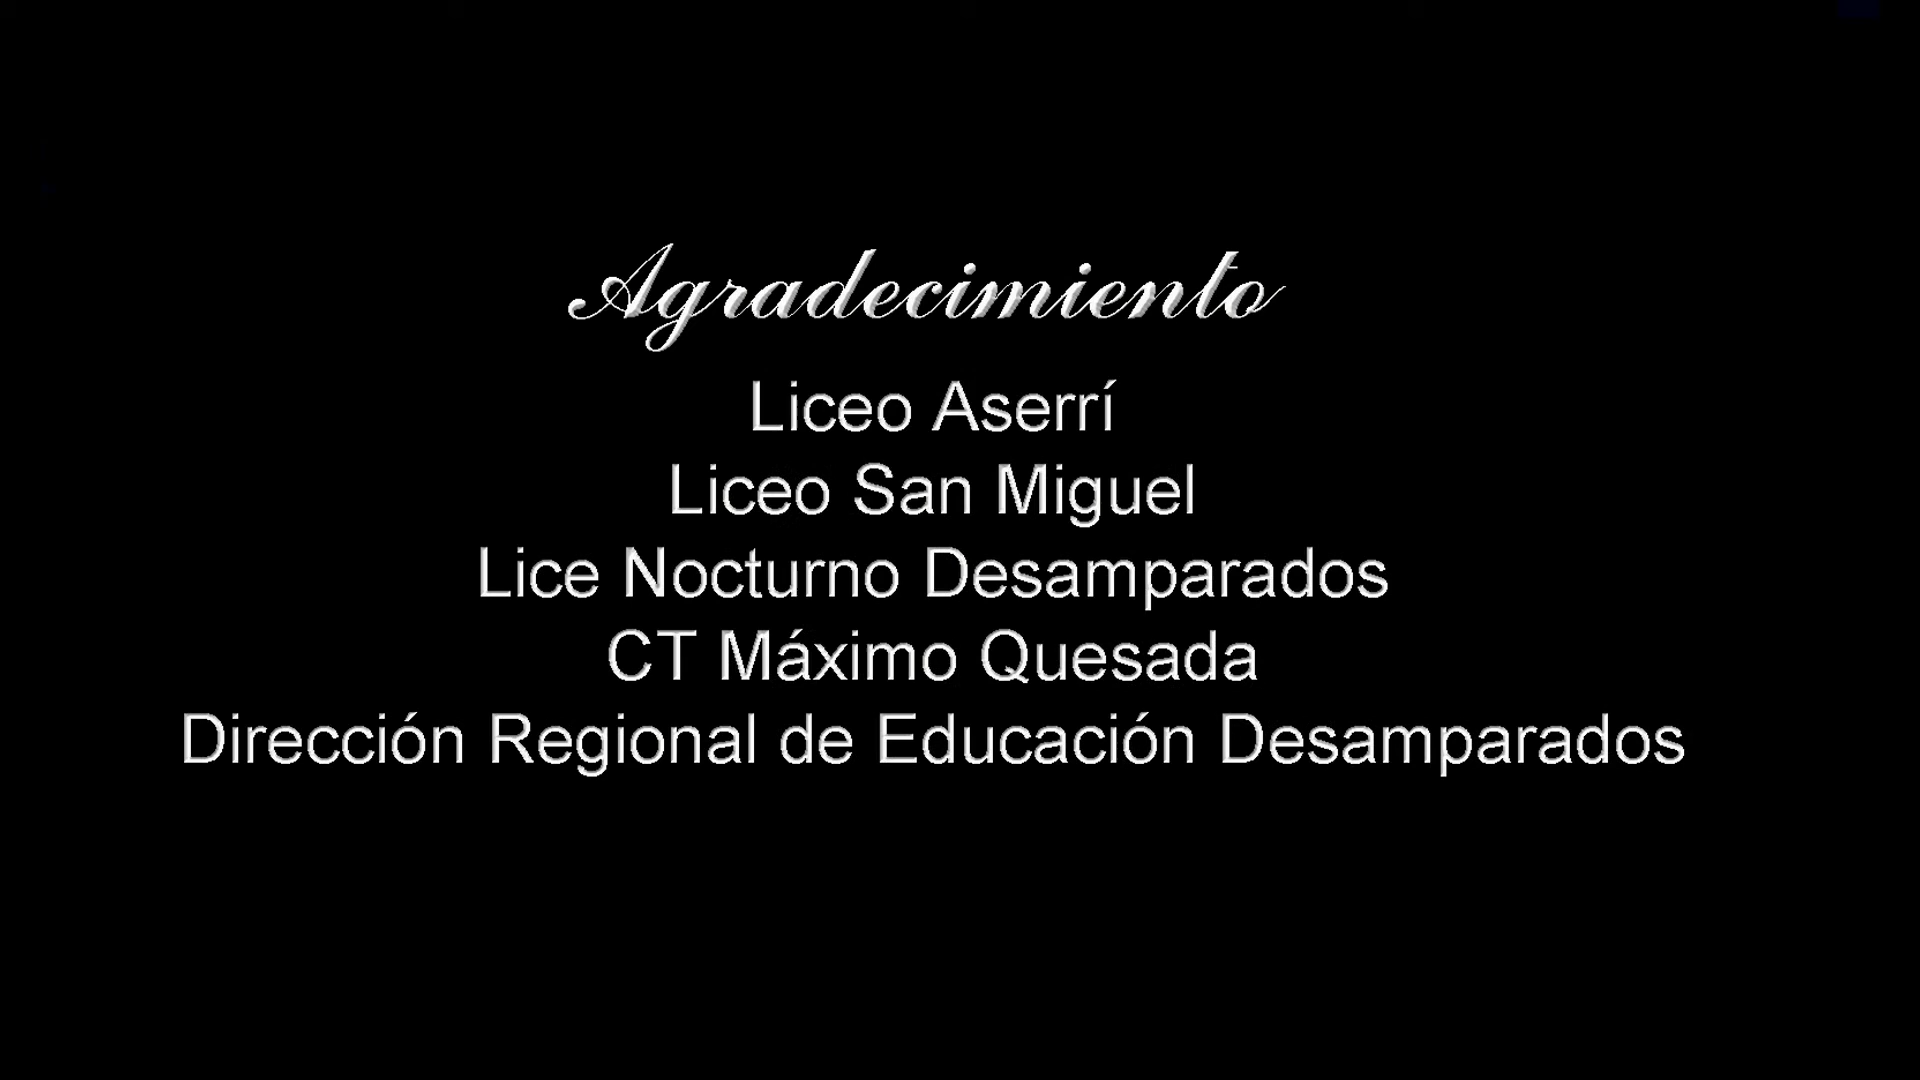 Agradecimiento
Liceo Aserrí
Liceo San Miguel
Lice Nocturno Desamparados
CT Máximo Quesada
Dirección Regional de Educación Desamparados